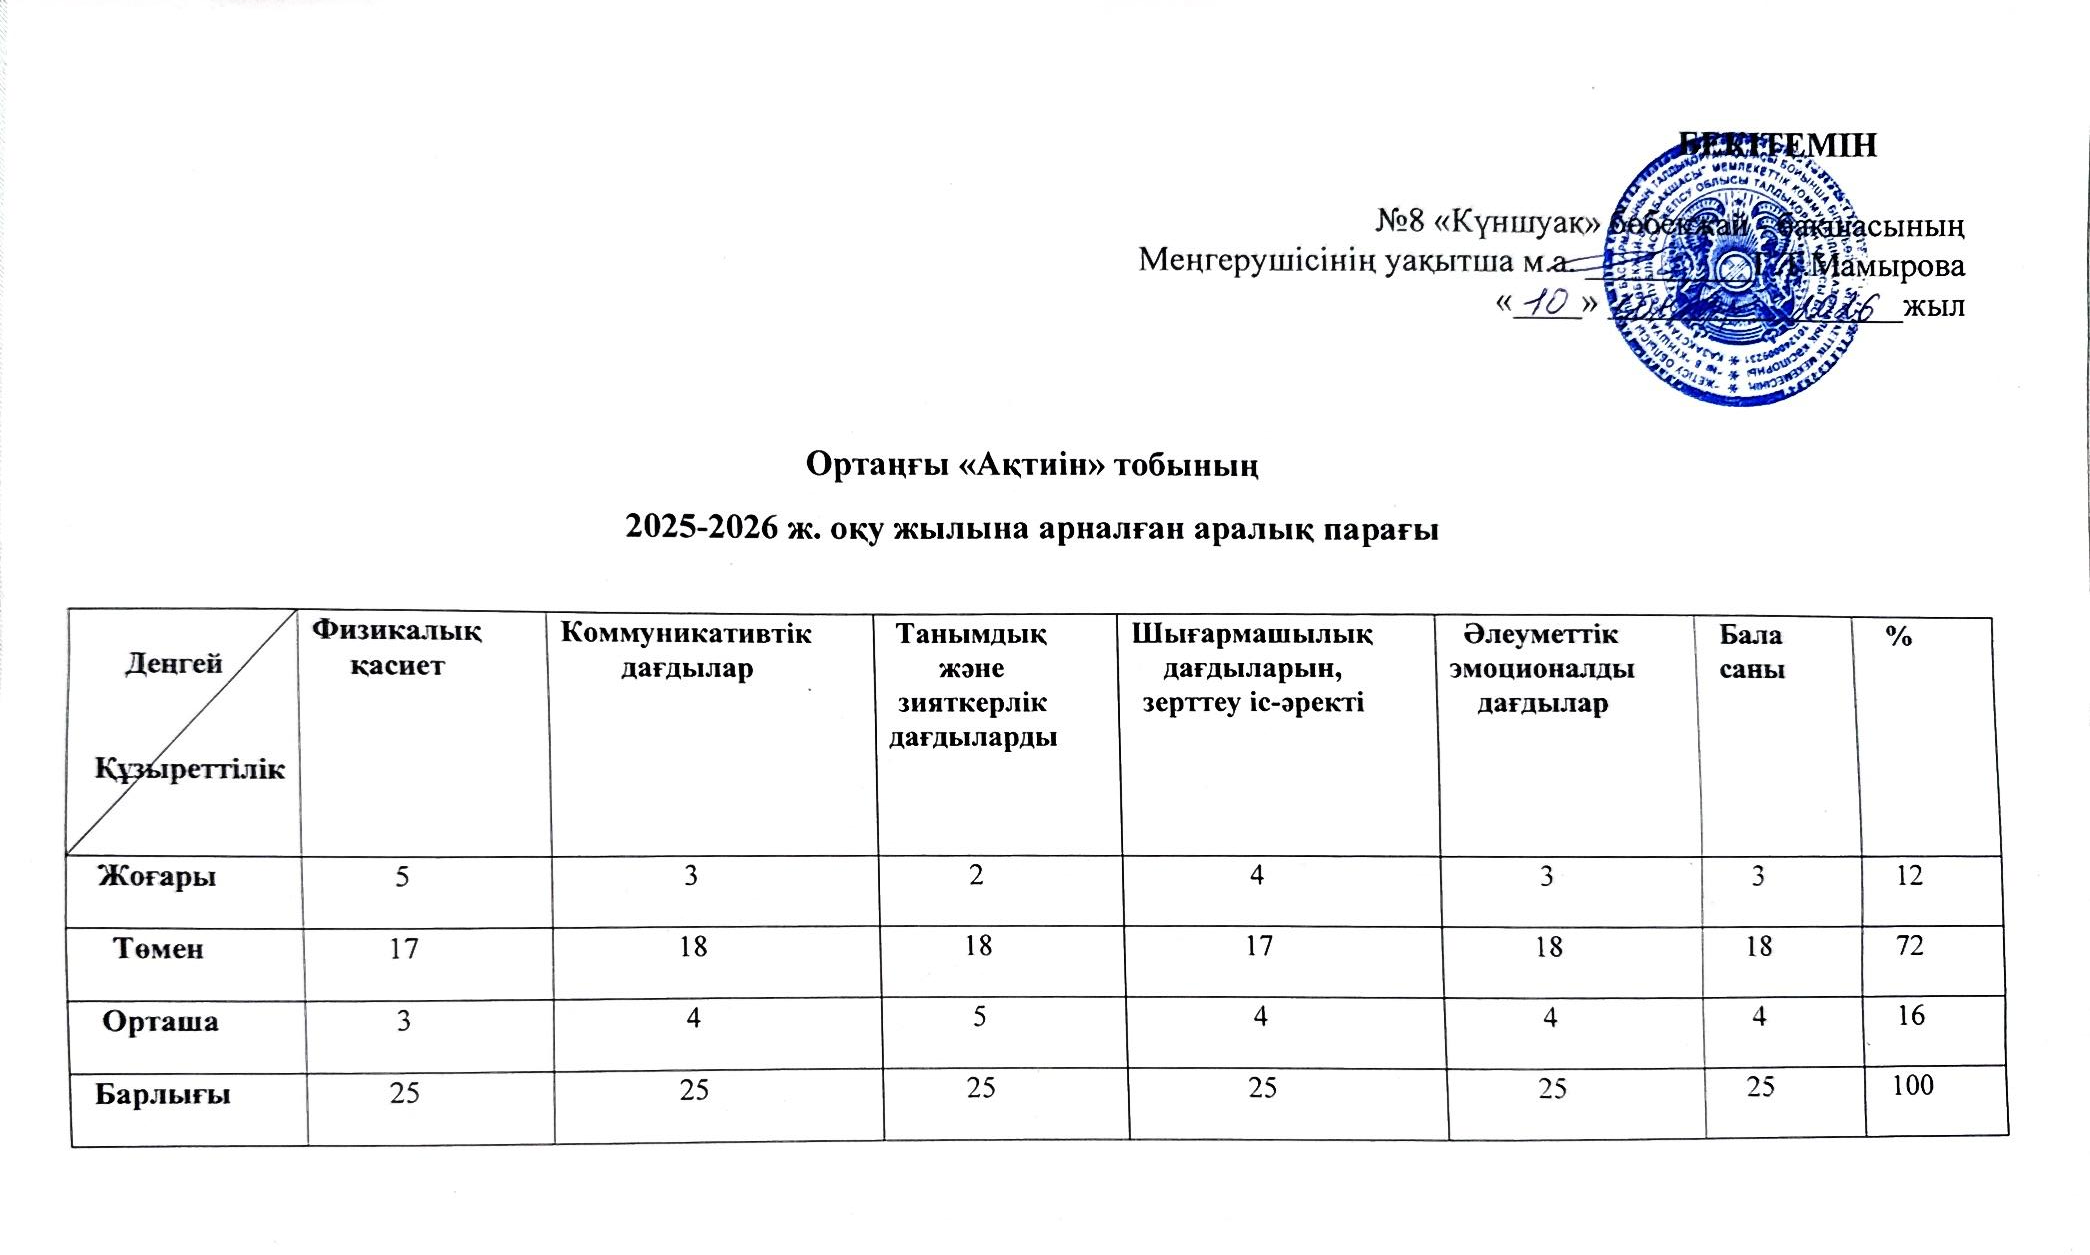 БЕКІТЕМІН
№8 «Күншуақ» бөбекжай - бақшасының
Меңгерушісінің уақытша м.а. Мамырова
« 10 » 2026 жыл
Ортаңғы «Ақтиін» тобының
2025-2026 ж. оқу жылына арналған аралық парағы
Деңгей
Құзыреттілік
Физикалық
қасиет
Коммуникативтік
дағдылар
Танымдық
және
зияткерлік
дағдыларды
Шығармашылық
дағдыларын,
зерттеу іс-әректі
Әлеуметтік
эмоционалды
дағдылар
Бала
саны
%
Жоғары 5 3 2 4 3 3 12
Төмен 17 18 18 17 18 18 72
Орташа 3 4 5 4 4 4 16
Барлығы 25 25 25 25 25 25 100